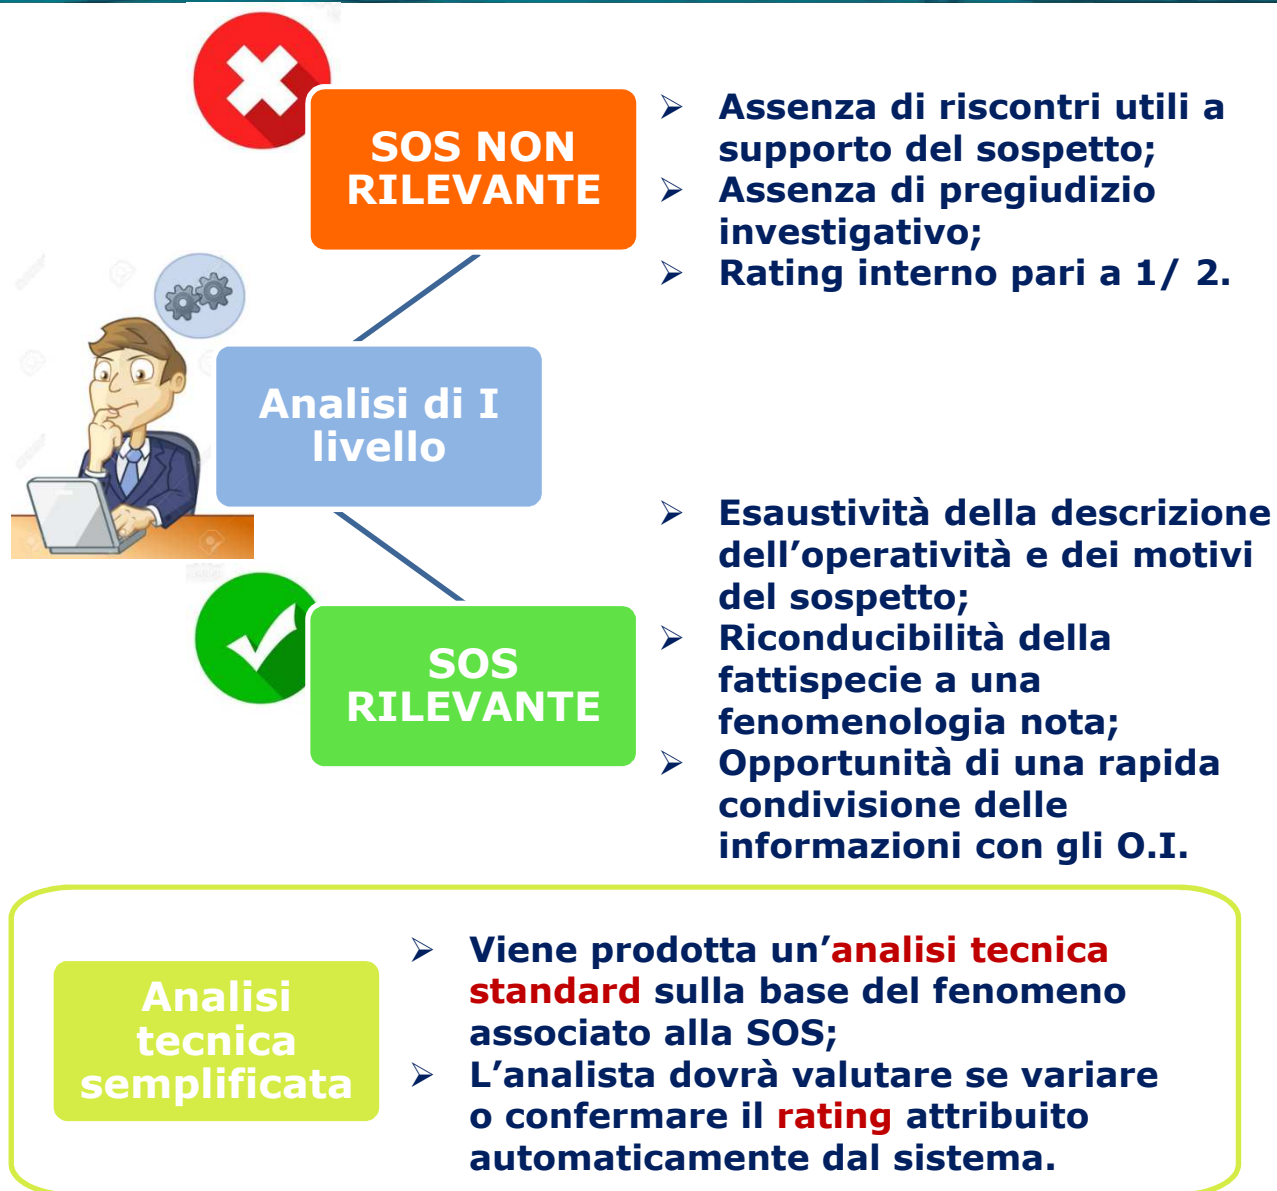 SOS NON
RILEVANTE
➢ Assenza di riscontri utili a
supporto del sospetto;
➢ Assenza di pregiudizio
investigativo;
➢ Rating interno pari a 1/ 2.
Analisi di I
livello
SOS
RILEVANTE
➢ Esaustività della descrizione
dell’operatività e dei motivi
del sospetto;
➢ Riconducibilità della
fattispecie a una
fenomenologia nota;
➢ Opportunità di una rapida
condivisione delle
informazioni con gli O.I.
Analisi
tecnica
semplificata
➢ Viene prodotta un’analisi tecnica
standard sulla base del fenomeno
associato alla SOS;
➢ L’analista dovrà valutare se variare
o confermare il rating attribuito
automaticamente dal sistema.